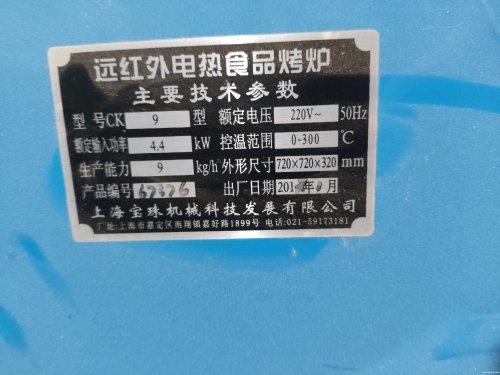 远红外电热食品烤炉
主要技术参数
型号CK 9 型 额定电压 220V~ 50Hz
额定输入功率 4.4 kW 控温范围 0-300 ℃
生产能力 9 kg/h 外形尺寸 720×720×320 mm
产品编号 出厂日期 201 月
上海宝珠机械科技发展有限公司
厂址:上海市嘉定区南翔镇嘉好路1899号 电话:021-59173181